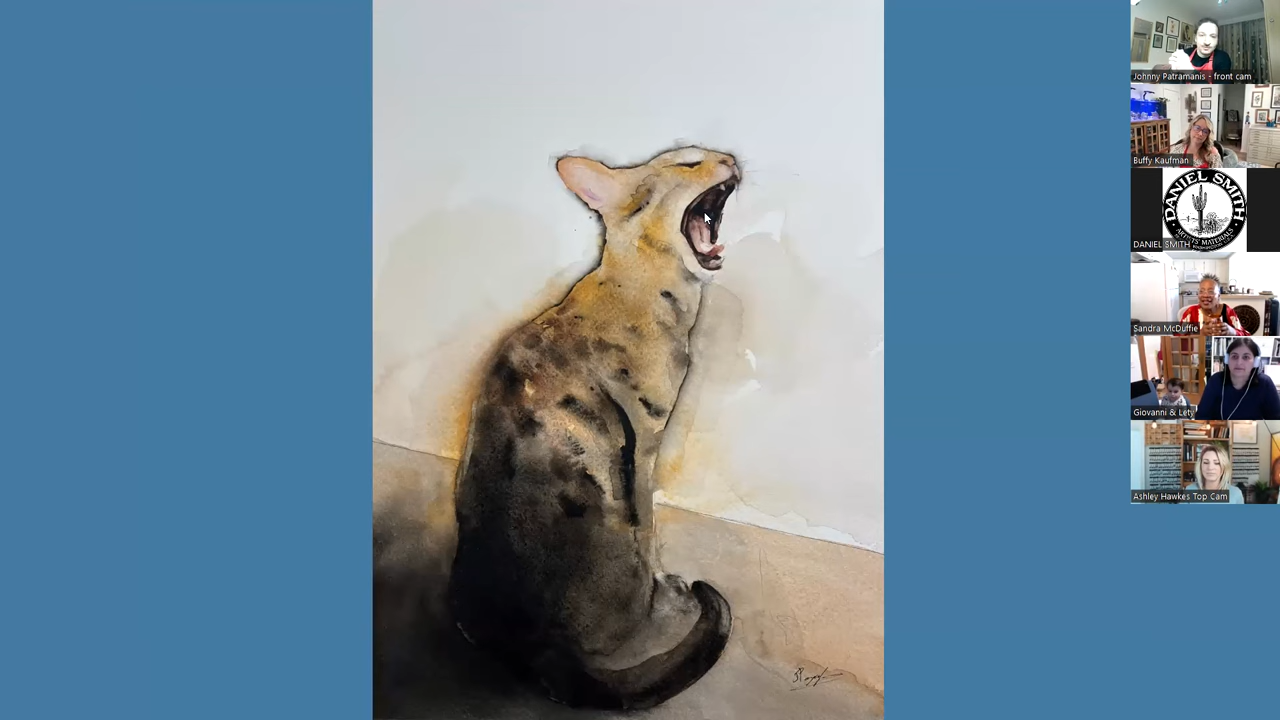 Johnny Patramanis - front cam
Buffy Kaufman
DANIEL SMITH
ARTISTS' MATERIALS
DANIEL SMITH
Sandra McDuffie
Giovanni & Lety
Ashley Hawkes Top Cam